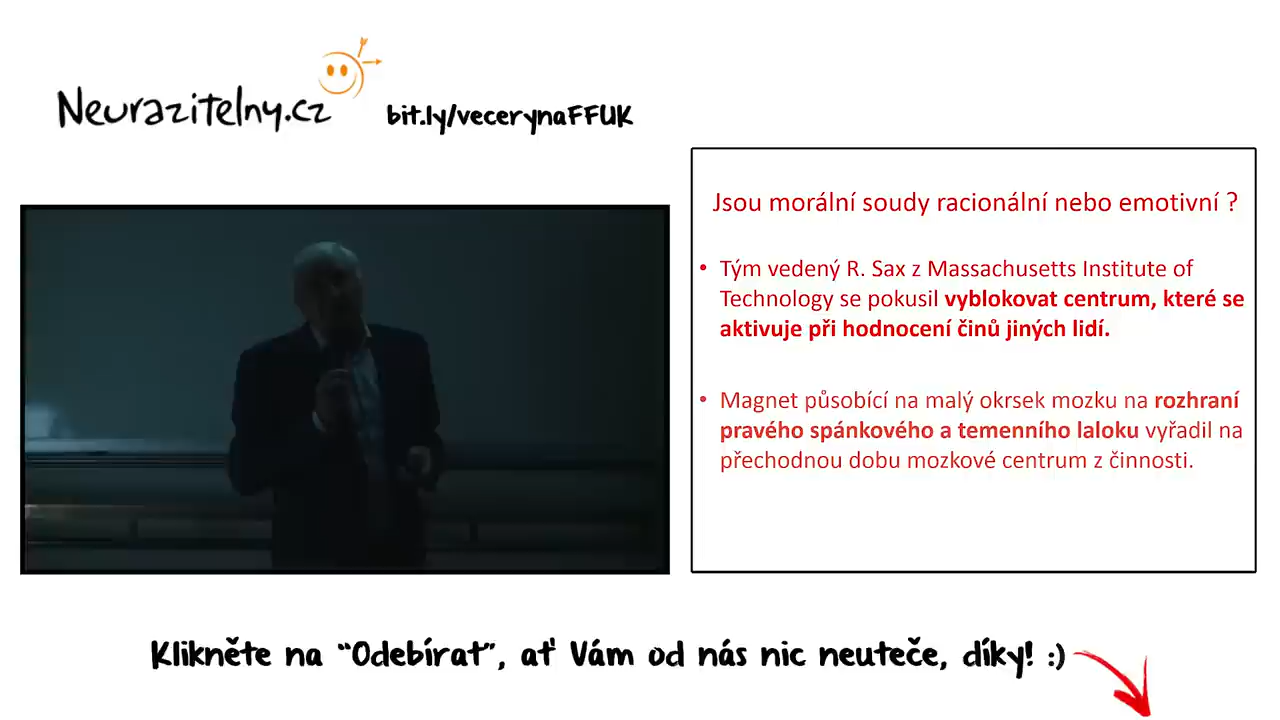 Neurazitelny.cz
bit.ly/vecerynaFFUK
Jsou morální soudy racionální nebo emotivní ?
• Tým vedený R. Sax z Massachusetts Institute of
Technology se pokusil vyblokovat centrum, které se
aktivuje při hodnocení činů jiných lidí.
• Magnet působící na malý okrsek mozku na rozhraní
pravého spánkového a temenního laloku vyřadil na
přechodnou dobu mozkové centrum z činnosti.
Klikněte na “Odebírat”, ať Vám od nás nic neuteče, díky! :)